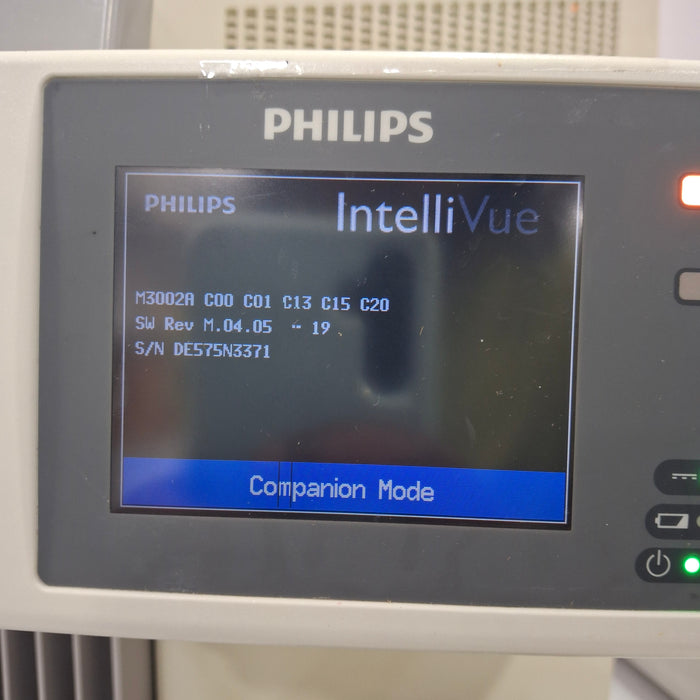 PHILIPS
PHILIPS IntelliVue
M3002A C00 C01 C13 C15 C20
SW Rev M.04.05 - 19
S/N DE575N3371
Companion Mode